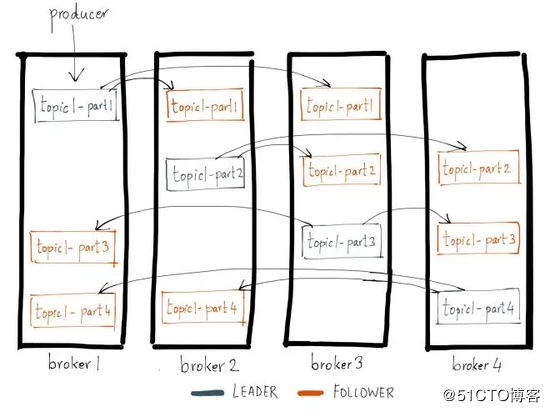 producer
topic1-part1
topic1-part1
topic1-part1
topic1-part2
topic1-part2
topic1-part2
topic1-part3
topic1-part3
topic1-part3
topic1-part4
topic1-part4
topic1-part4
broker 1
broker 2
broker 3
broker 4
LEADER
FOLLOWER
@51CTO博客